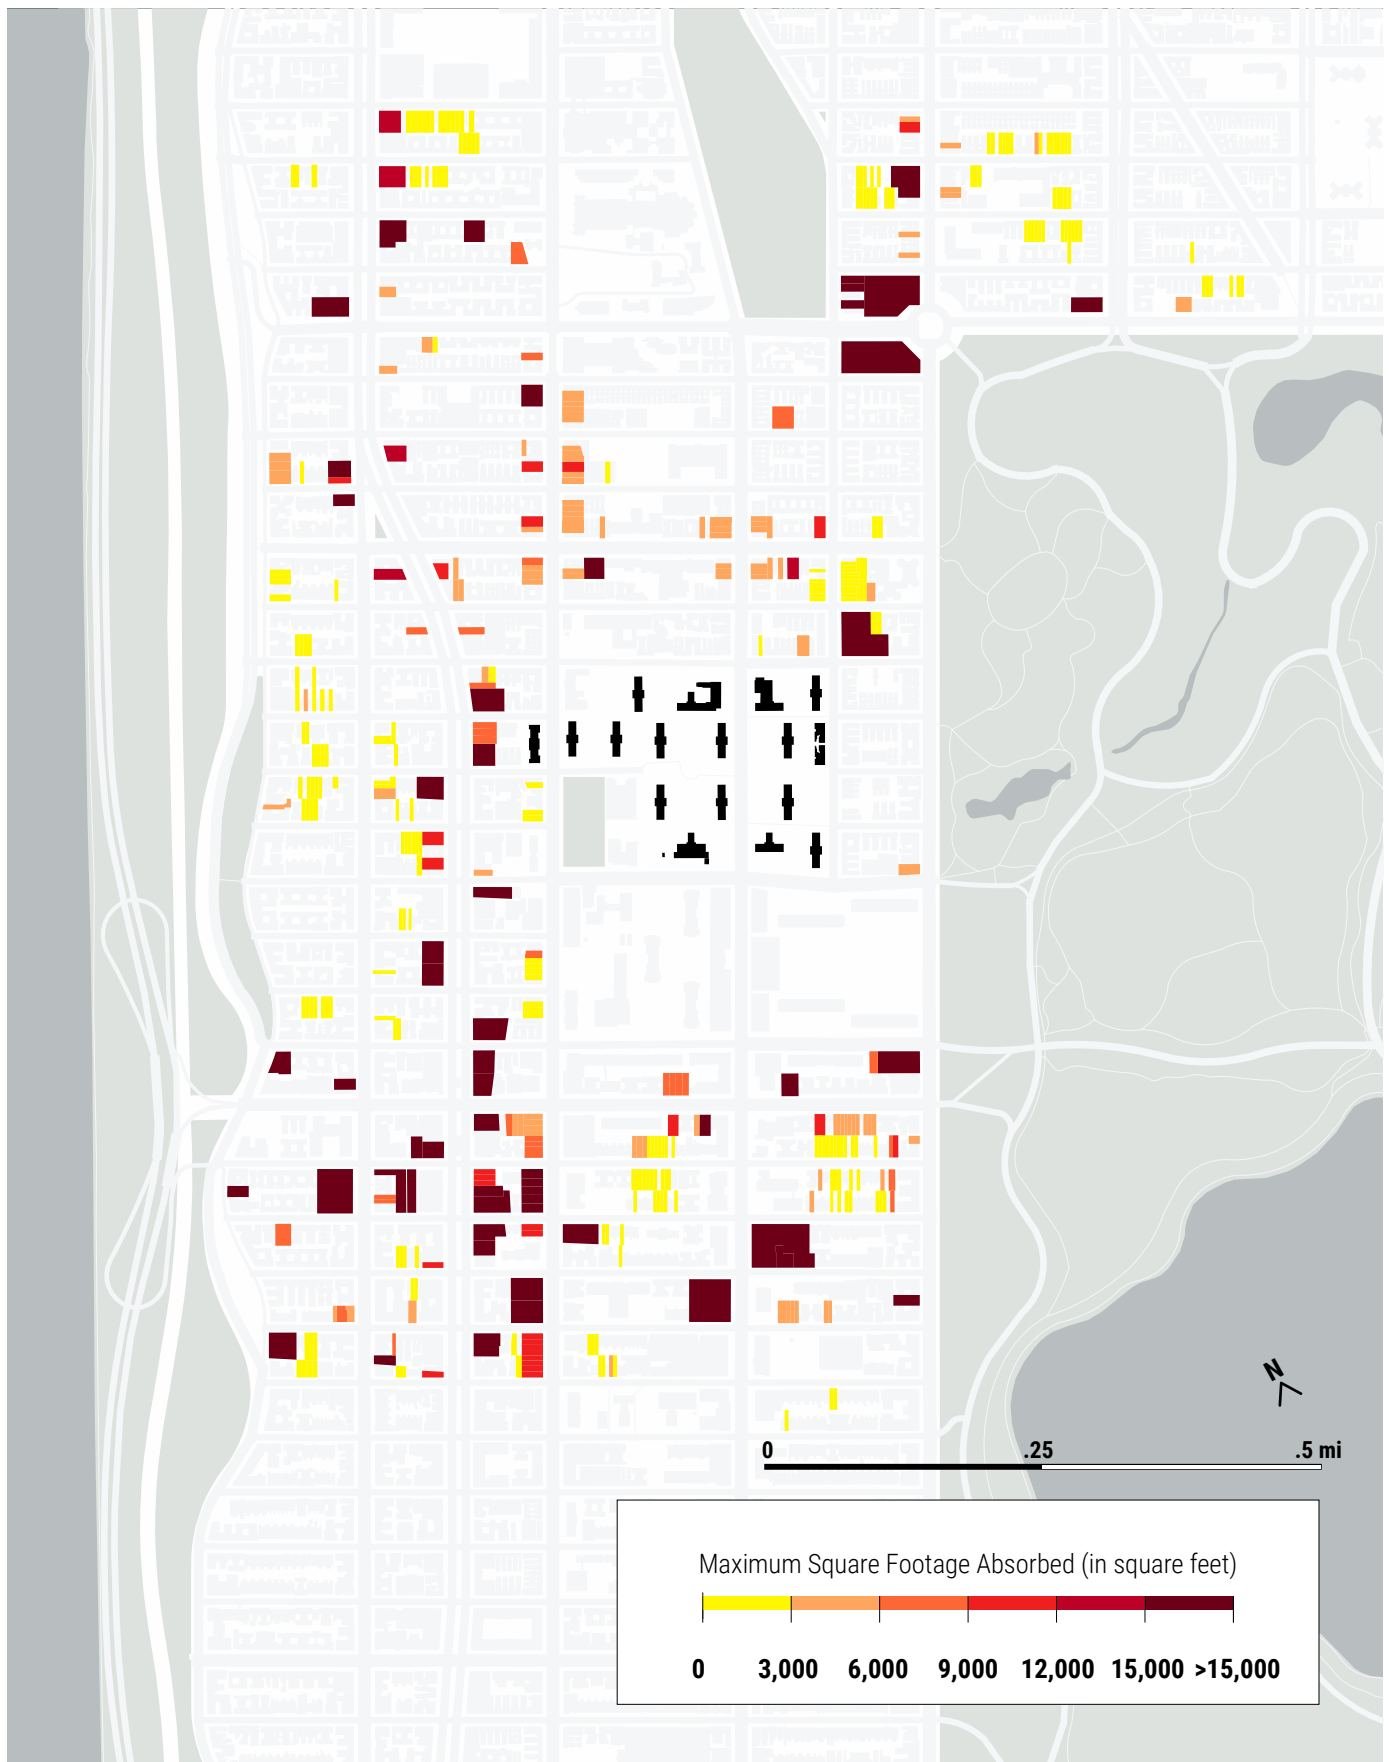 N
0 .25 .5 mi
Maximum Square Footage Absorbed (in square feet)
0 3,000 6,000 9,000 12,000 15,000 >15,000